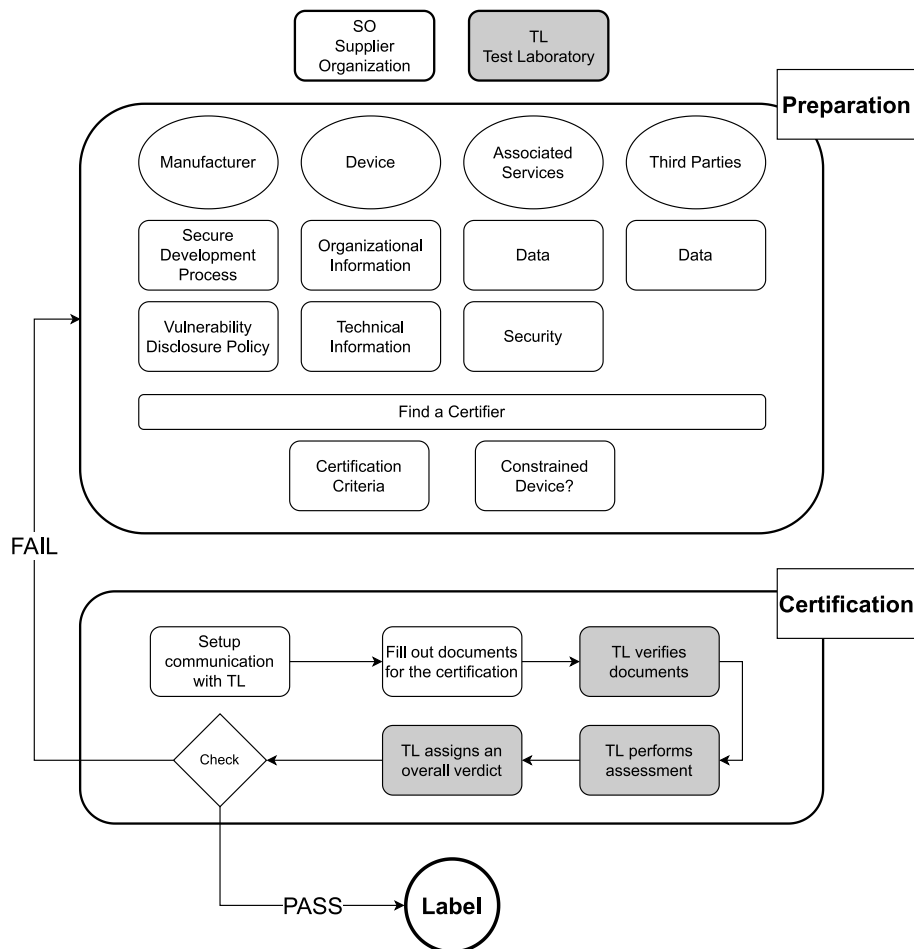 SO
Supplier
Organization
TL
Test Laboratory
Preparation
Manufacturer
Device
Associated
Services
Third Parties
Secure
Development
Process
Organizational
Information
Data
Data
Vulnerability
Disclosure Policy
Technical
Information
Security
Find a Certifier
Certification
Criteria
Constrained
Device?
FAIL
Certification
Setup
communication
with TL
Fill out documents
for the certification
TL verifies
documents
Check
TL assigns an
overall verdict
TL performs
assessment
PASS
Label